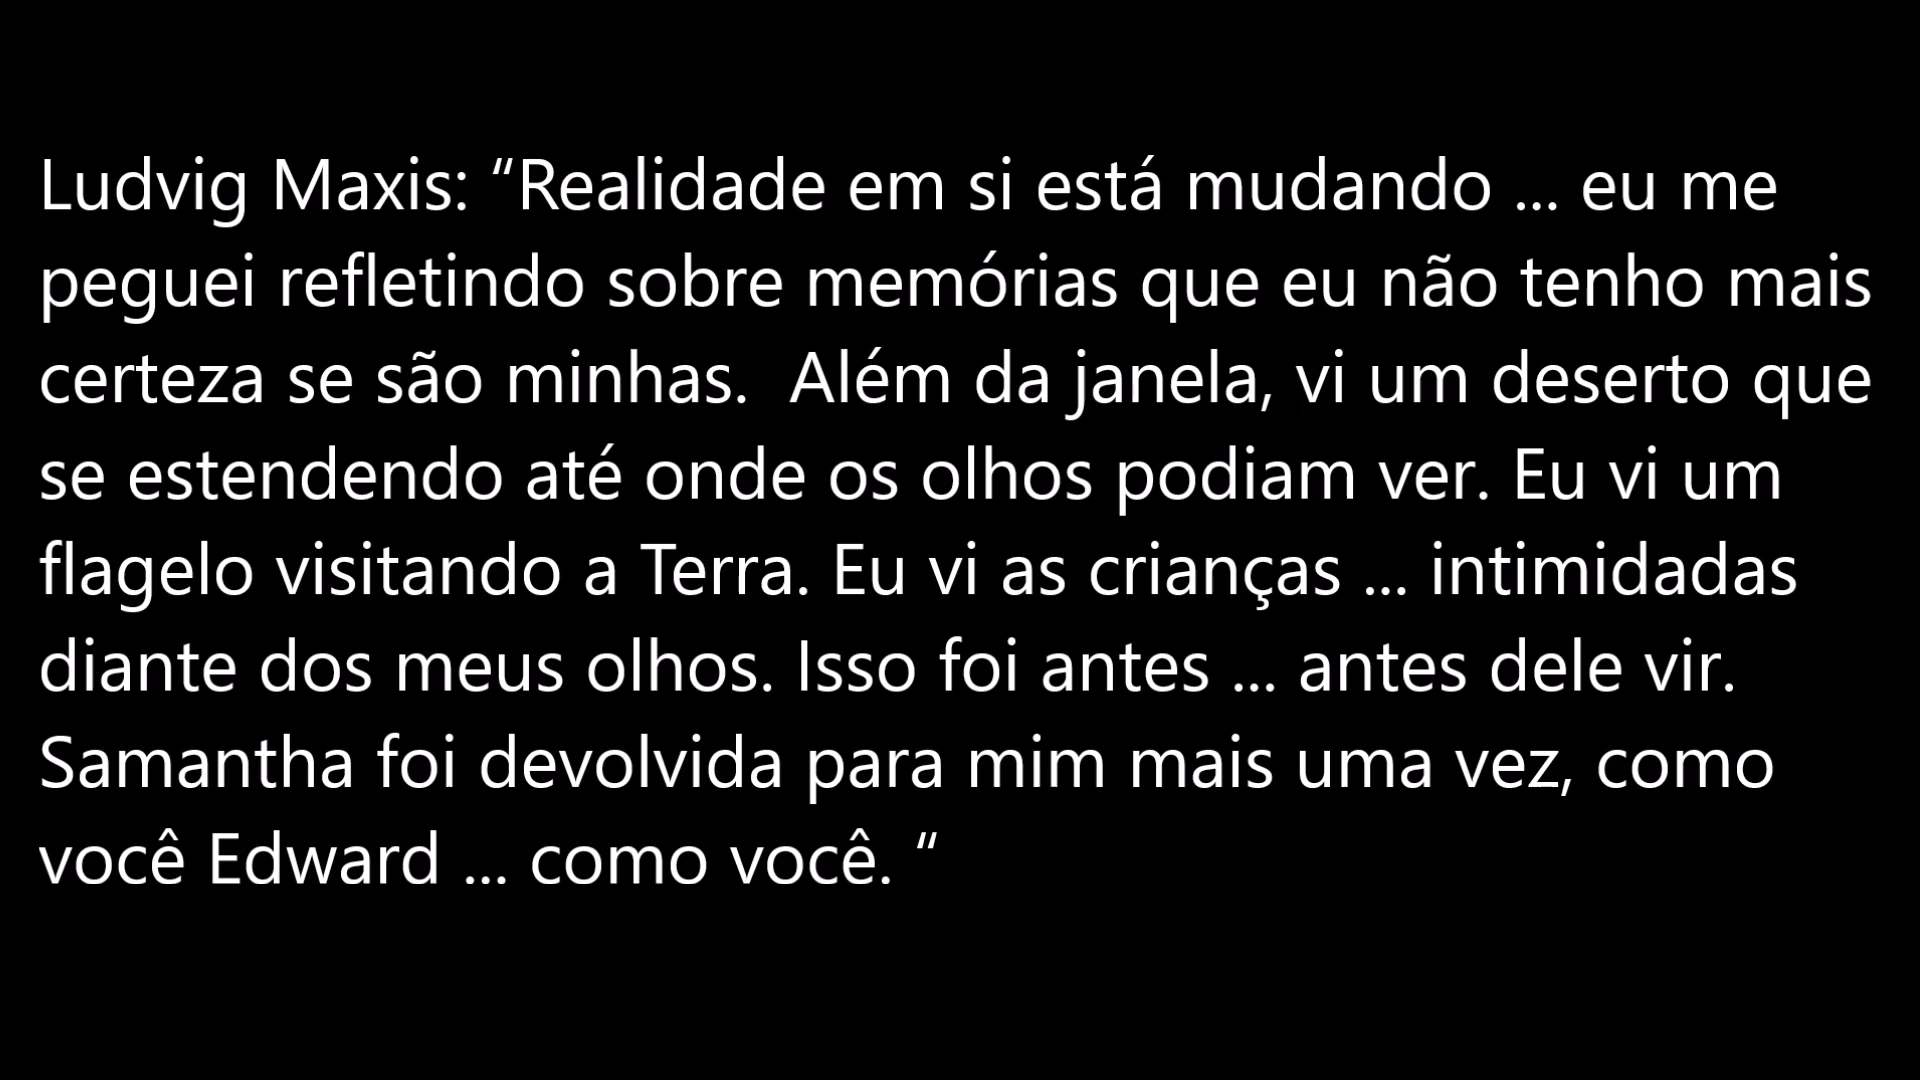 Ludvig Maxis: “Realidade em si está mudando ... eu me
peguei refletindo sobre memórias que eu não tenho mais
certeza se são minhas.  Além da janela, vi um deserto que
se estendendo até onde os olhos podiam ver. Eu vi um
flagelo visitando a Terra. Eu vi as crianças ... intimidadas
diante dos meus olhos. Isso foi antes ... antes dele vir.
Samantha foi devolvida para mim mais uma vez, como
você Edward ... como você. “